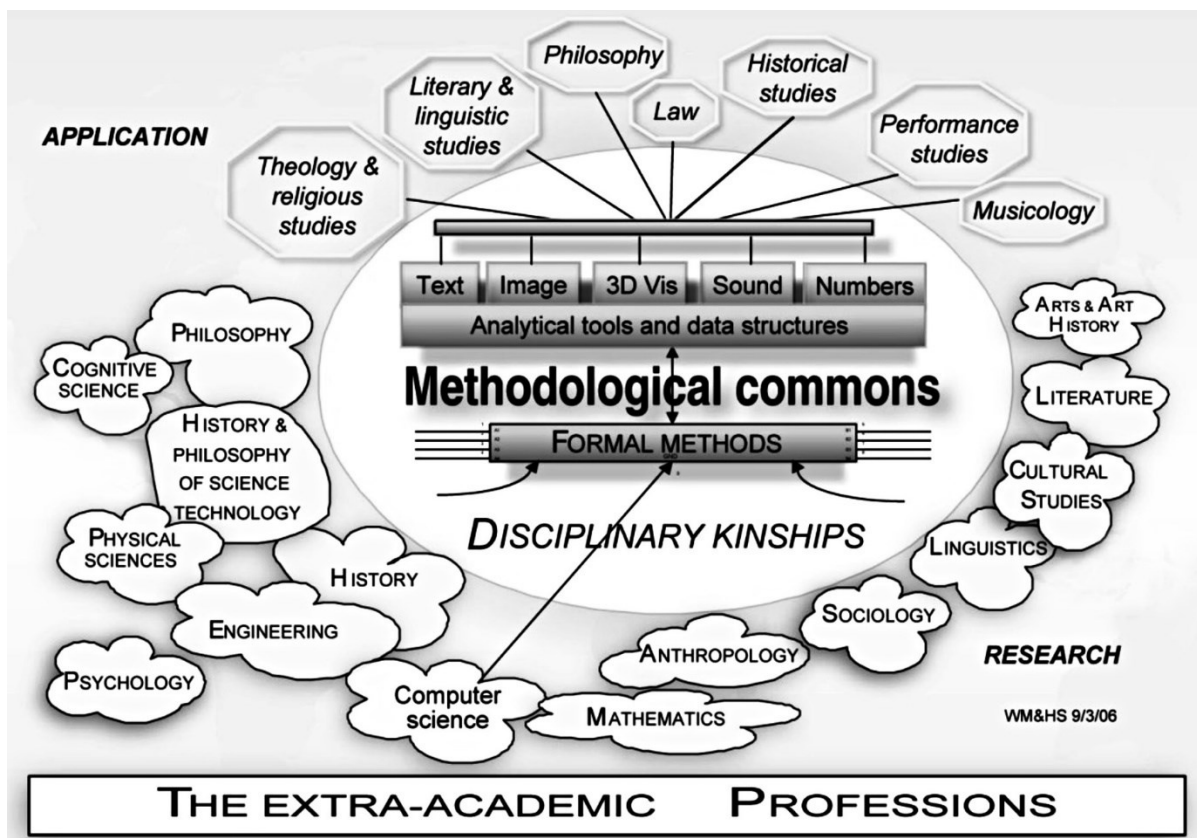 APPLICATION
Theology &
religious
studies
Literary &
linguistic
studies
Philosophy
Law
Historical
studies
Performance
studies
Musicology
Text
Image
3D Vis
Sound
Numbers
Analytical tools and data structures
Methodological commons
FORMAL METHODS
DISCIPLINARY KINSHIPS
PHILOSOPHY
COGNITIVE
SCIENCE
HISTORY &
PHILOSOPHY
OF SCIENCE
TECHNOLOGY
PHYSICAL
SCIENCES
HISTORY
ENGINEERING
PSYCHOLOGY
Computer
science
MATHEMATICS
ANTHROPOLOGY
SOCIOLOGY
LINGUISTICS
CULTURAL
STUDIES
LITERATURE
ARTS & ART
HISTORY
RESEARCH
WM&HS 9/3/06
THE EXTRA-ACADEMIC PROFESSIONS